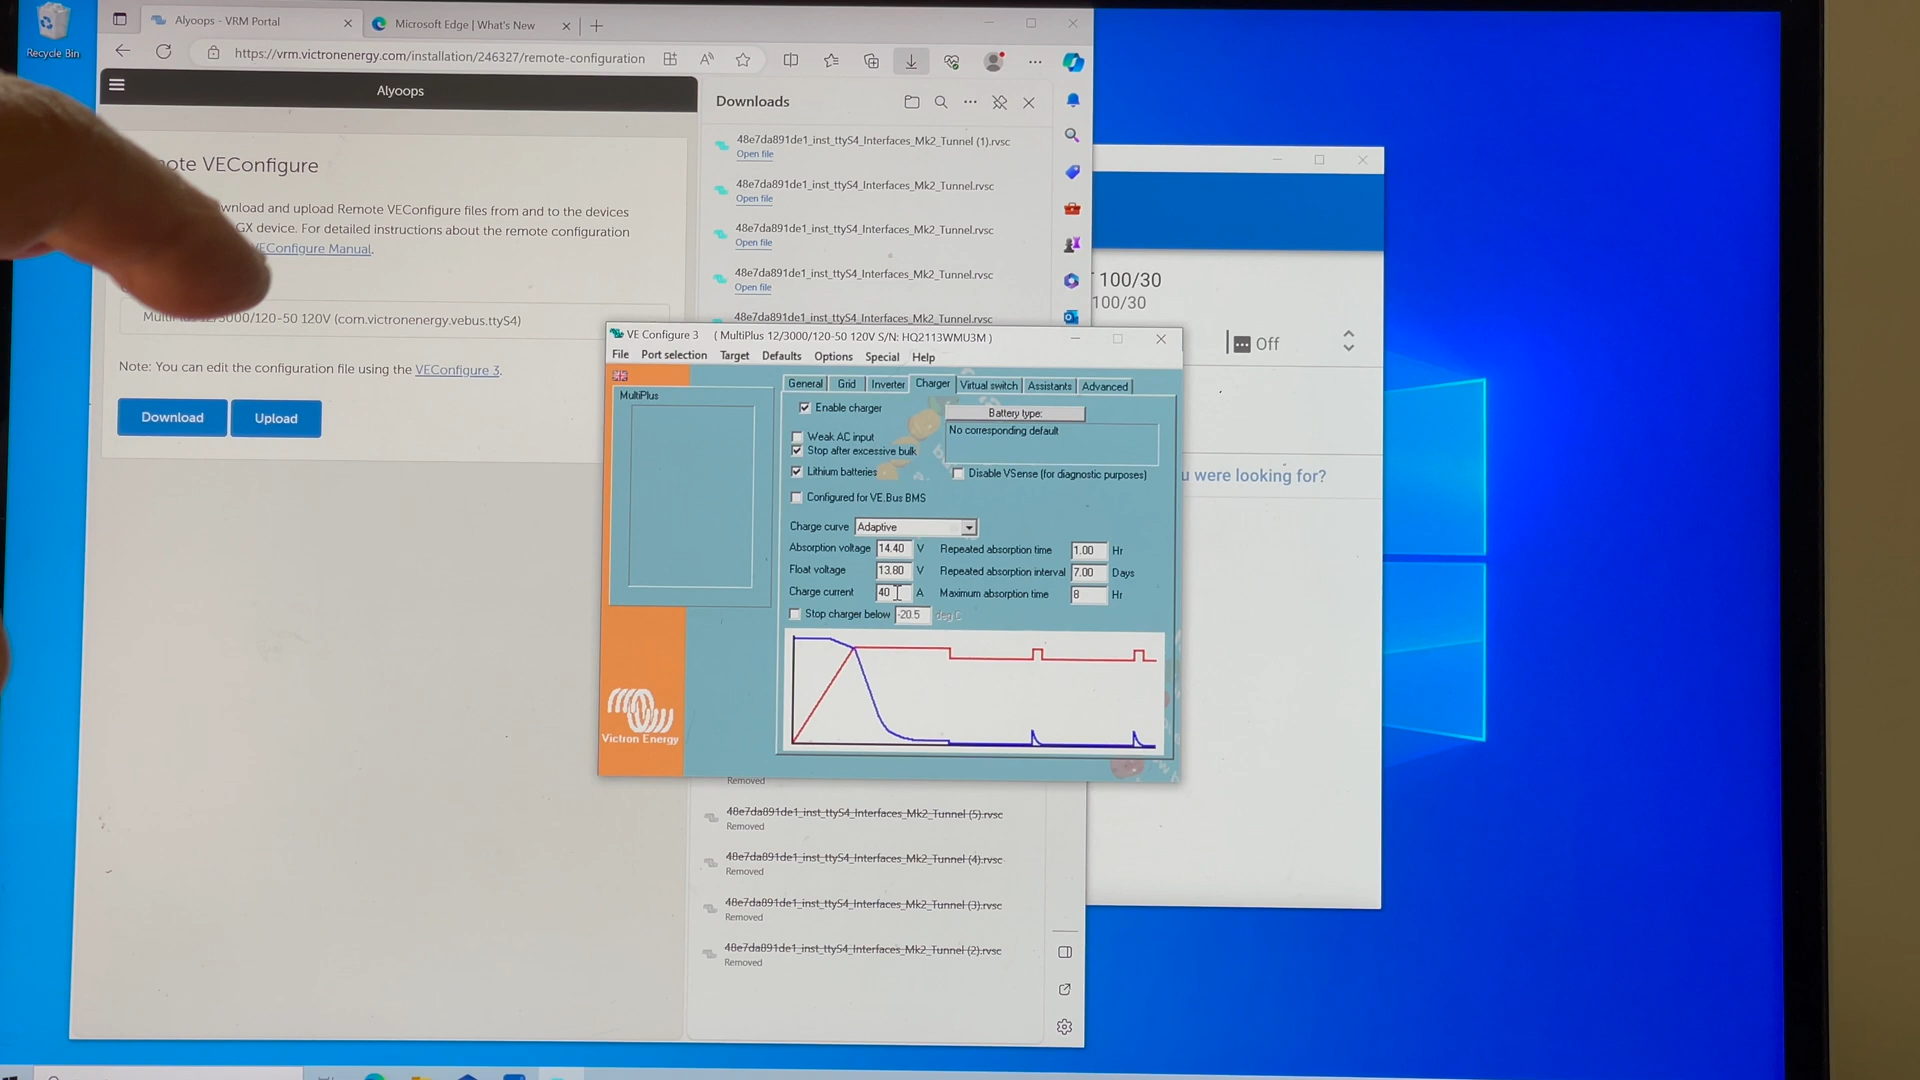 Recycle Bin
Alyoops - VRM Portal
Microsoft Edge | What's New
https://vrm.victronenergy.com/installation/246327/remote-configuration
Alyoops
ote VEConfigure
wnload and upload Remote VEConfigure files from and to the devices
GX device. For detailed instructions about the remote configuration
VEConfigure Manual.
MultiPlus 12/3000/120-50 120V (com.victronenergy.vebus.ttyS4)
Note: You can edit the configuration file using the VEConfigure 3.
Download
Upload
Downloads
48e7da891de1_inst_ttyS4_Interfaces_Mk2_Tunnel (1).rvsc
Open file
48e7da891de1_inst_ttyS4_Interfaces_Mk2_Tunnel.rvsc
Open file
48e7da891de1_inst_ttyS4_Interfaces_Mk2_Tunnel.rvsc
Open file
48e7da891de1_inst_ttyS4_Interfaces_Mk2_Tunnel.rvsc
Open file
48e7da891de1_inst_ttyS4_Interfaces_Mk2_Tunnel.rvsc
100/30
100/30
Off
u were looking for?
VE Configure 3 ( MultiPlus 12/3000/120-50 120V S/N: HQ2113WMU3M )
File Port selection Target Defaults Options Special Help
MultiPlus
General Grid Inverter Charger Virtual switch Assistants Advanced
Enable charger
Battery type:
No corresponding default
Weak AC input
Stop after excessive bulk
Lithium batteries
Disable VSense (for diagnostic purposes)
Configured for VE.Bus BMS
Charge curve Adaptive
Absorption voltage 14.40 V Repeated absorption time 1.00 Hr
Float voltage 13.80 V Repeated absorption interval 7.00 Days
Charge current 40 A Maximum absorption time 8 Hr
Stop charger below -20.5 deg C
Victron Energy
Removed
48e7da891de1_inst_ttyS4_Interfaces_Mk2_Tunnel (5).rvsc
Removed
48e7da891de1_inst_ttyS4_Interfaces_Mk2_Tunnel (4).rvsc
Removed
48e7da891de1_inst_ttyS4_Interfaces_Mk2_Tunnel (3).rvsc
Removed
48e7da891de1_inst_ttyS4_Interfaces_Mk2_Tunnel (2).rvsc
Removed